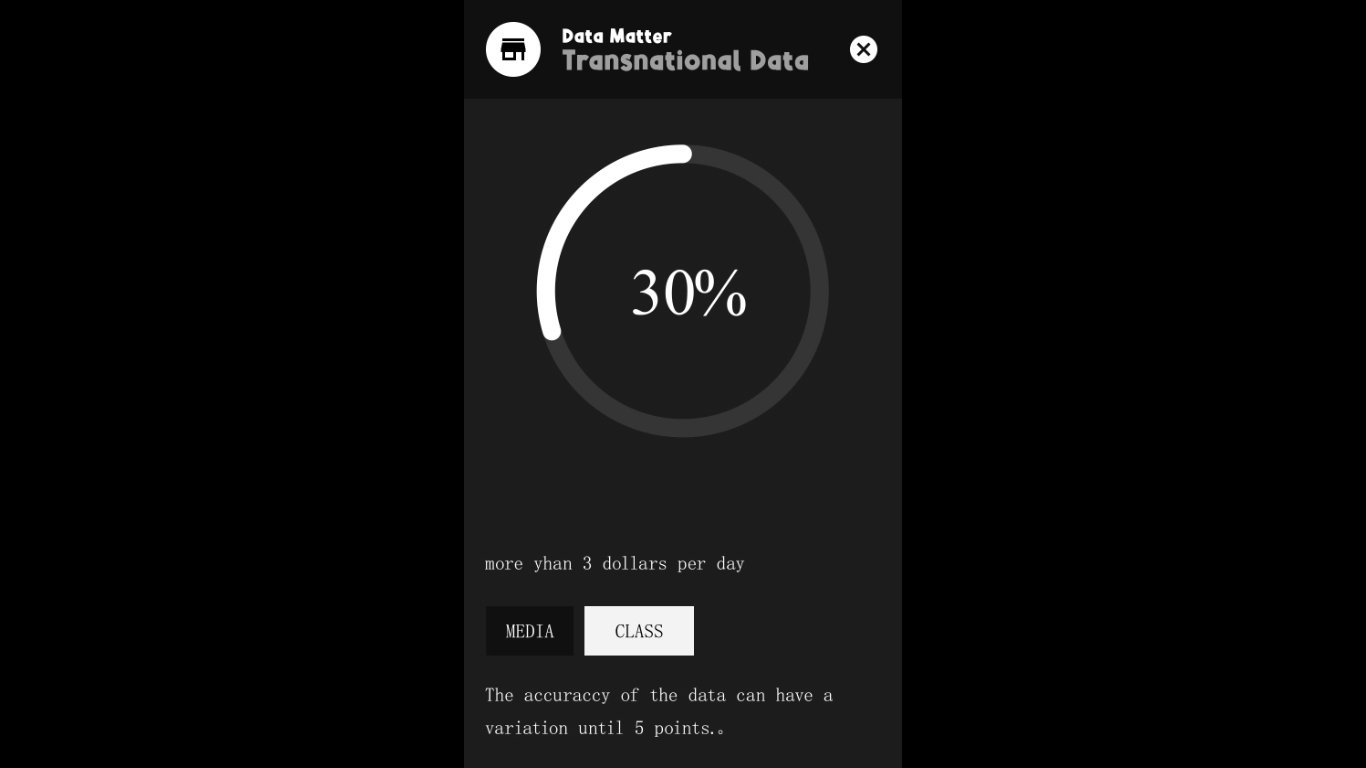 Data Matter
Transnational Data
30%
more yhan 3 dollars per day
MEDIA CLASS
The accuraccy of the data can have a
variation until 5 points.。